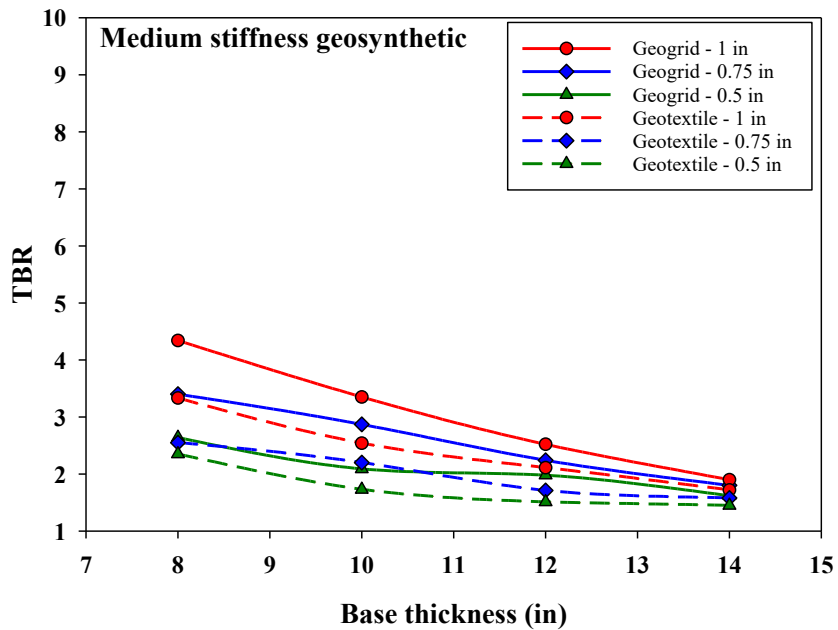 Medium stiffness geosynthetic
Geogrid - 1 in
Geogrid - 0.75 in
Geogrid - 0.5 in
Geotextile - 1 in
Geotextile - 0.75 in
Geotextile - 0.5 in
10
9
8
7
6
5
4
3
2
1
TBR
7 8 9 10 11 12 13 14 15
Base thickness (in)